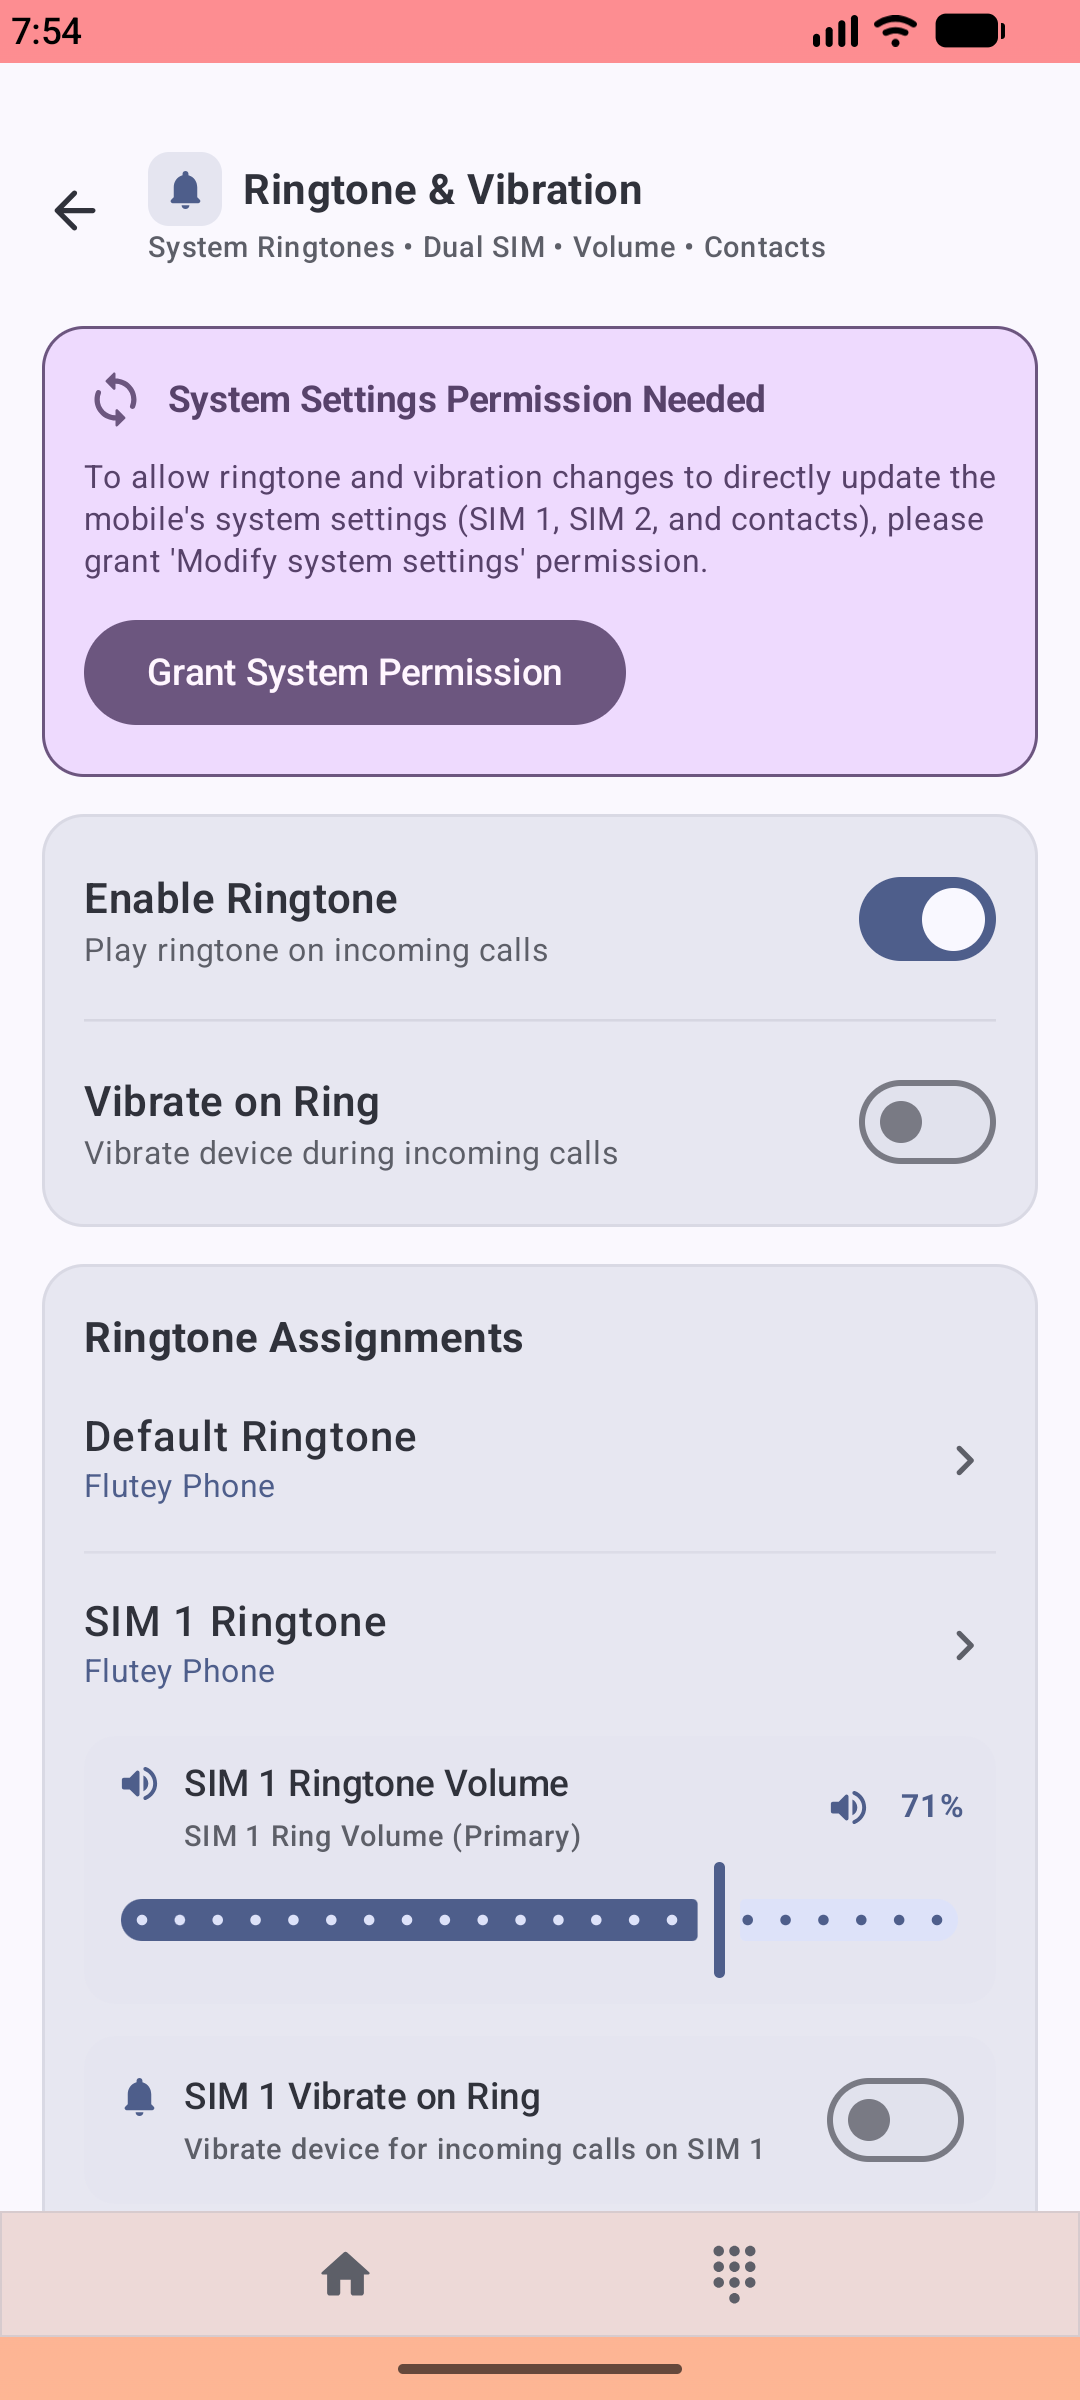 7:54
Ringtone & Vibration
System Ringtones • Dual SIM • Volume • Contacts
System Settings Permission Needed
To allow ringtone and vibration changes to directly update the
mobile's system settings (SIM 1, SIM 2, and contacts), please
grant 'Modify system settings' permission.
Grant System Permission
Enable Ringtone
Play ringtone on incoming calls
Vibrate on Ring
Vibrate device during incoming calls
Ringtone Assignments
Default Ringtone
Flutey Phone
SIM 1 Ringtone
Flutey Phone
SIM 1 Ringtone Volume
SIM 1 Ring Volume (Primary)
71%
SIM 1 Vibrate on Ring
Vibrate device for incoming calls on SIM 1